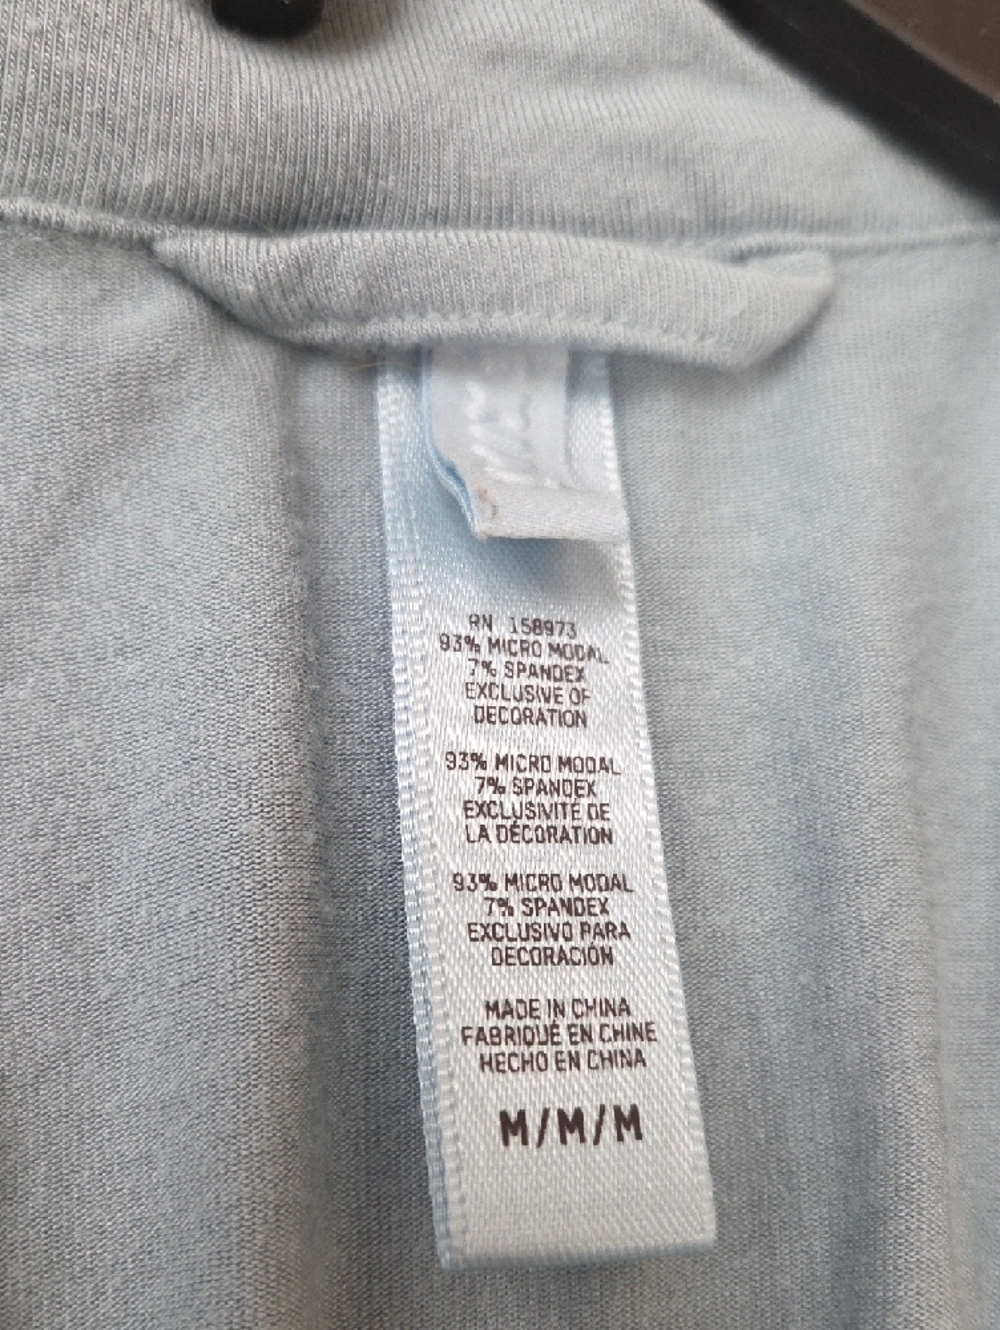 RN 158973
93% MICRO MODAL
7% SPANDEX
EXCLUSIVE OF
DECORATION
93% MICRO MODAL
7% SPANDEX
EXCLUSIVITÉ DE
LA DÉCORATION
93% MICRO MODAL
7% SPANDEX
EXCLUSIVO PARA
DECORACIÓN
MADE IN CHINA
FABRIQUÉ EN CHINE
HECHO EN CHINA
M/M/M